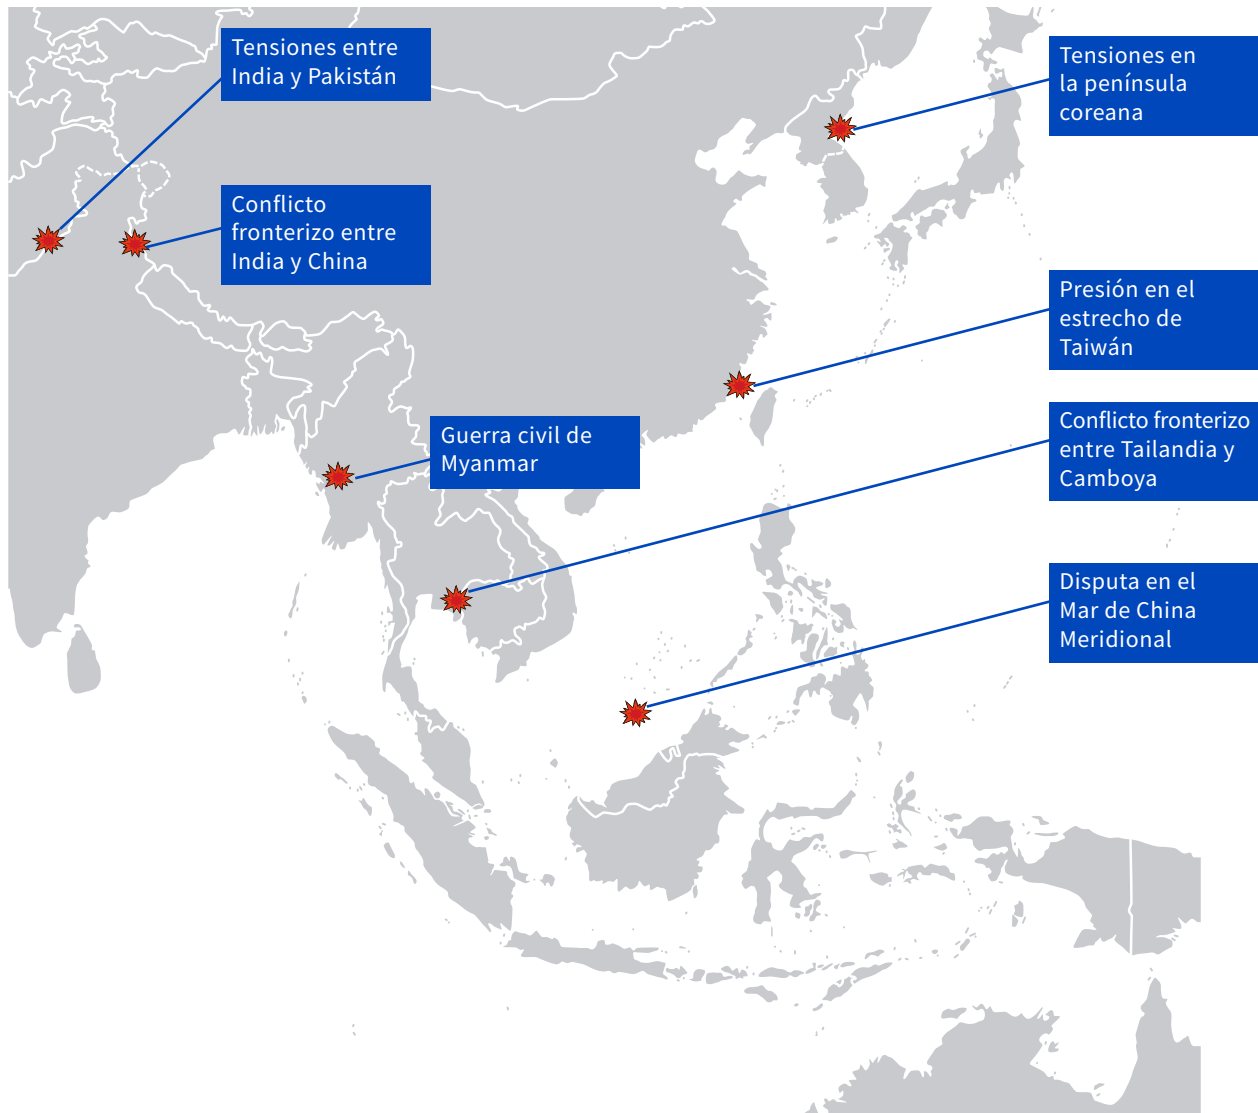 Tensiones entre
India y Pakistán
Tensiones en
la península
coreana
Conflicto
fronterizo entre
India y China
Presión en el
estrecho de
Taiwán
Conflicto fronterizo
entre Tailandia y
Camboya
Guerra civil de
Myanmar
Disputa en el
Mar de China
Meridional